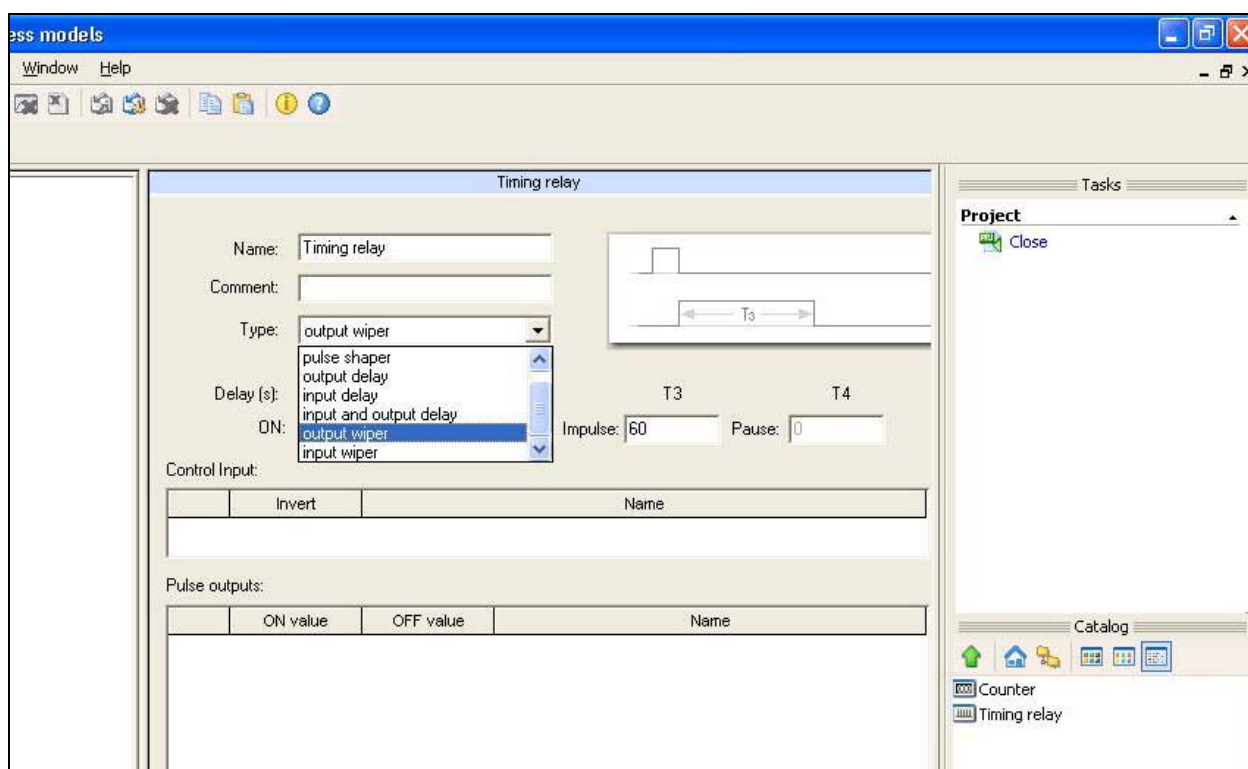 ess models
Window Help
Timing relay
Name: Timing relay
Comment:
Type: output wiper
pulse shaper
output delay
input delay
input and output delay
output wiper
input wiper
T3
Delay (s): T3 T4
ON: Impulse: 60 Pause: 0
Control Input:
Invert Name
Pulse outputs:
ON value OFF value Name
Tasks
Project
Close
Catalog
Counter
Timing relay